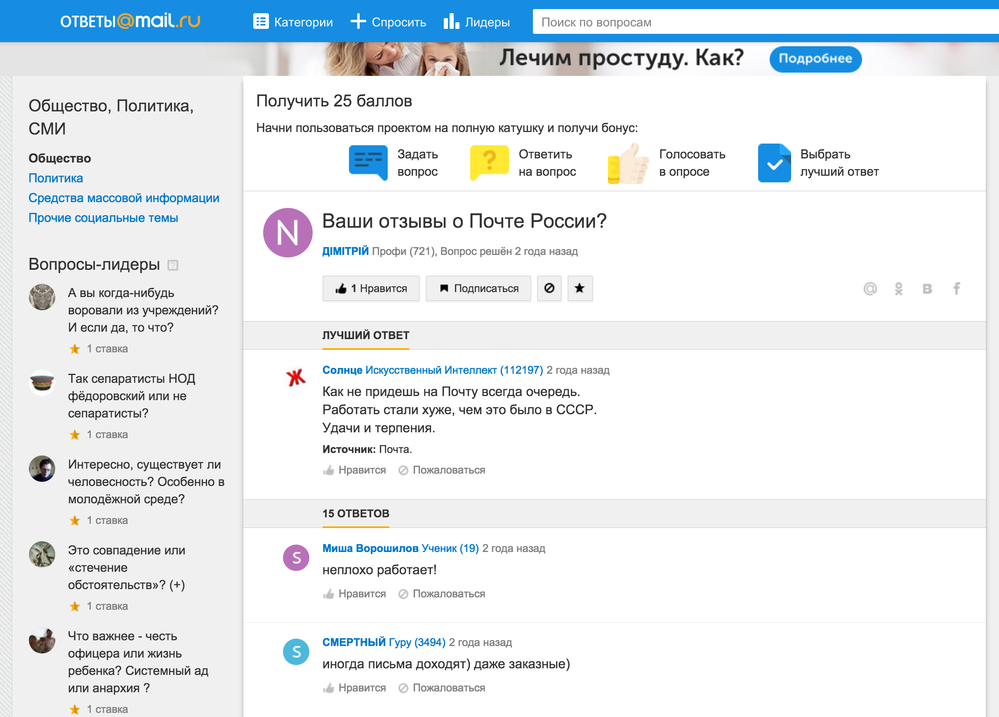 ОТВЕТЫ@mail.ru
Категории
Спросить
Лидеры
Поиск по вопросам
Лечим простуду. Как?
Подробнее
Общество, Политика,
СМИ
Общество
Политика
Средства массовой информации
Прочие социальные темы
Вопросы-лидеры ?
А вы когда-нибудь
воровали из учреждений?
И если да, то что?
1 ставка
Так сепаратисты НОД
фёдоровский или не
сепаратисты?
1 ставка
Интересно, существует ли
человесность? Особенно в
молодёжной среде?
1 ставка
Это совпадение или
«стечение
обстоятельств»? (+)
1 ставка
Что важнее - честь
офицера или жизнь
ребенка? Системный ад
или анархия ?
1 ставка
Получить 25 баллов
Начни пользоваться проектом на полную катушку и получи бонус:
Задать
вопрос
?
Ответить
на вопрос
Голосовать
в опросе
Выбрать
лучший ответ
N
Ваши отзывы о Почте России?
ДІМІТРІЙ Профи (721), Вопрос решён 2 года назад
1 Нравится
Подписаться
ЛУЧШИЙ ОТВЕТ
Ж
Солнце Искусственный Интеллект (112197) 2 года назад
Как не придешь на Почту всегда очередь.
Работать стали хуже, чем это было в СССР.
Удачи и терпения.
Источник: Почта.
Нравится Пожаловаться
15 ОТВЕТОВ
S
Миша Ворошилов Ученик (19) 2 года назад
неплохо работает!
Нравится Пожаловаться
S
СМЕРТНЫЙ Гуру (3494) 2 года назад
иногда письма доходят) даже заказные)
Нравится Пожаловаться